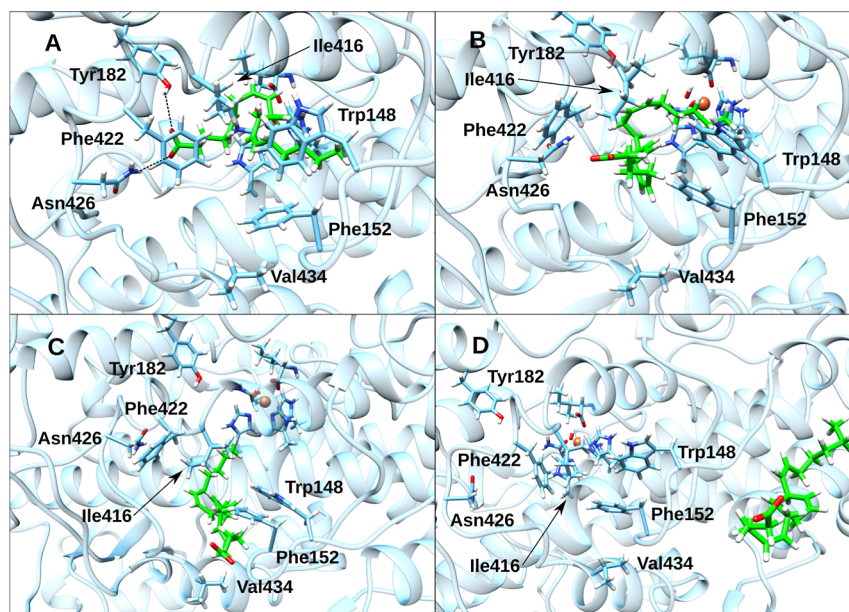 A
Ile416
Tyr182
Trp148
Phe422
Asn426
Phe152
Val434
B
Tyr182
Ile416
Phe422
Trp148
Asn426
Phe152
Val434
C
Tyr182
Phe422
Asn426
Trp148
Ile416
Phe152
Val434
D
Tyr182
Trp148
Phe422
Phe152
Asn426
Ile416
Val434